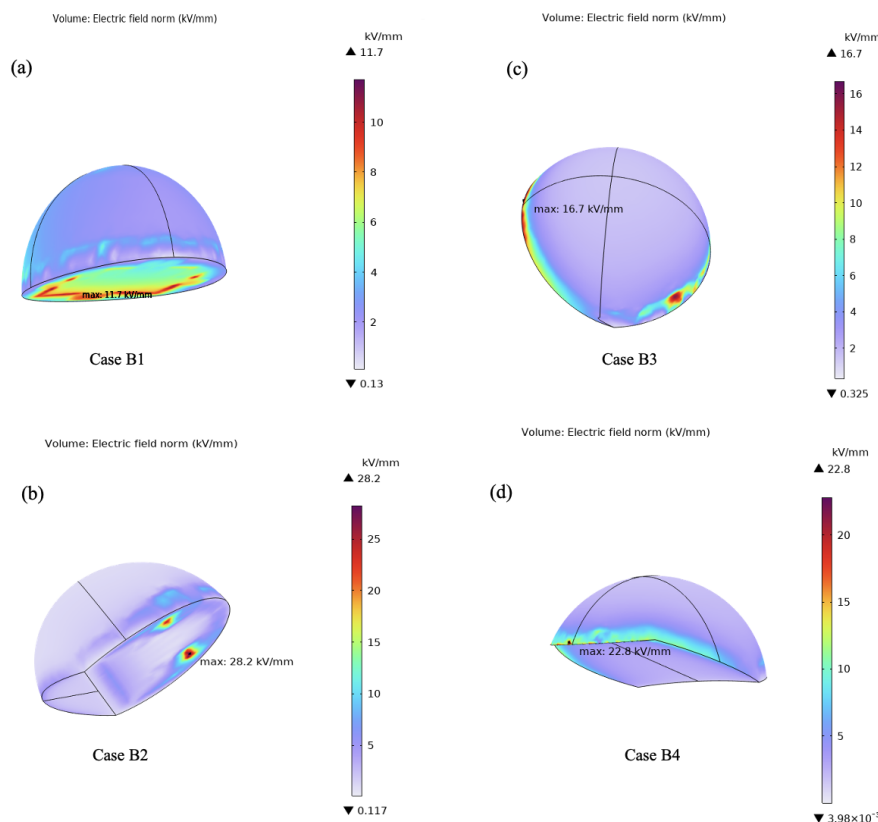 Volume: Electric field norm (kV/mm)
kV/mm
▲ 11.7
(a)
10
8
6
4
2
max: 11.7 kV/mm
Case B1
▼ 0.13
Volume: Electric field norm (kV/mm)
kV/mm
▲ 16.7
(c)
16
14
12
10
8
6
4
2
max: 16.7 kV/mm
Case B3
▼ 0.325
Volume: Electric field norm (kV/mm)
kV/mm
▲ 28.2
(b)
25
20
15
10
5
max: 28.2 kV/mm
Case B2
▼ 0.117
Volume: Electric field norm (kV/mm)
kV/mm
▲ 22.8
(d)
20
15
10
5
max: 22.8 kV/mm
Case B4
▼ 3.98×10⁻³